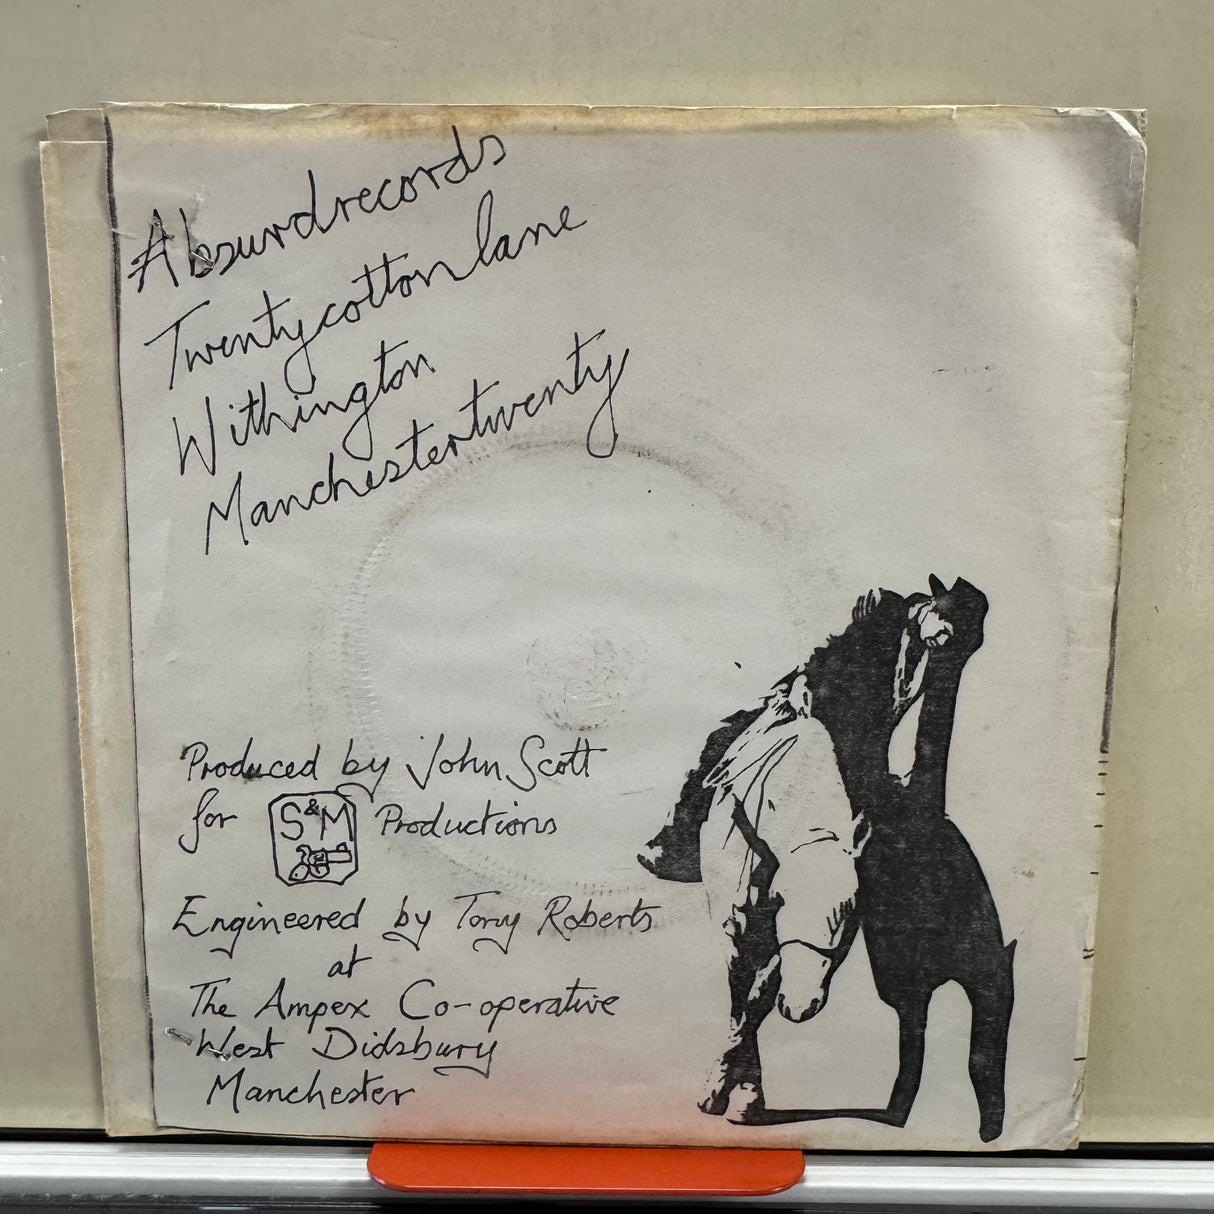 Absurdrecords
Twentycottonlane
Withington
Manchestertwenty
Produced by John Scott
for S&M Productions
Engineered by Tony Roberts
at
The Ampex Co-operative
West Didsbury
Manchester